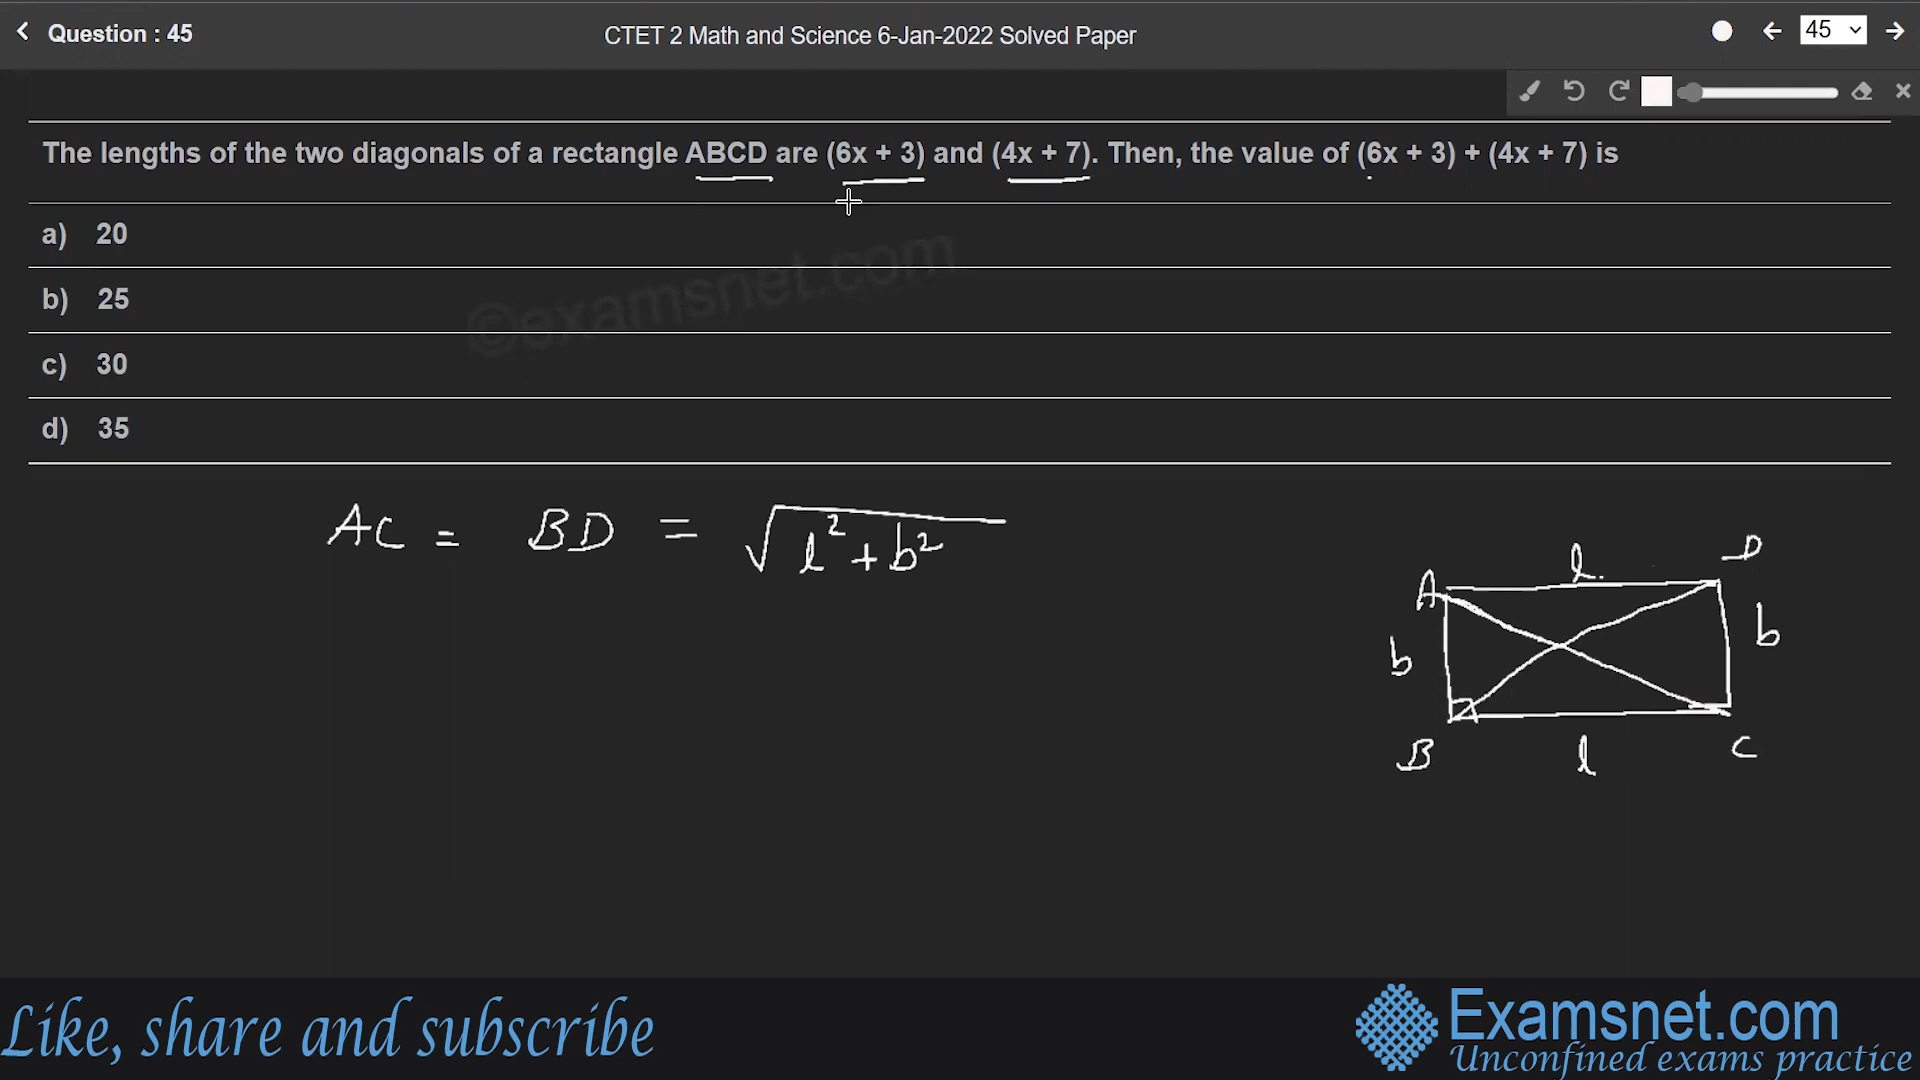 Question : 45
CTET 2 Math and Science 6-Jan-2022 Solved Paper
45
The lengths of the two diagonals of a rectangle ABCD are (6x + 3) and (4x + 7). Then, the value of (6x + 3) + (4x + 7) is
a) 20
©examsnet.com
b) 25
c) 30
d) 35
AC = BD = √(l² + b²)
A
l
D
b
b
B
l
C
Like, share and subscribe
Examsnet.com
Unconfined exams practice